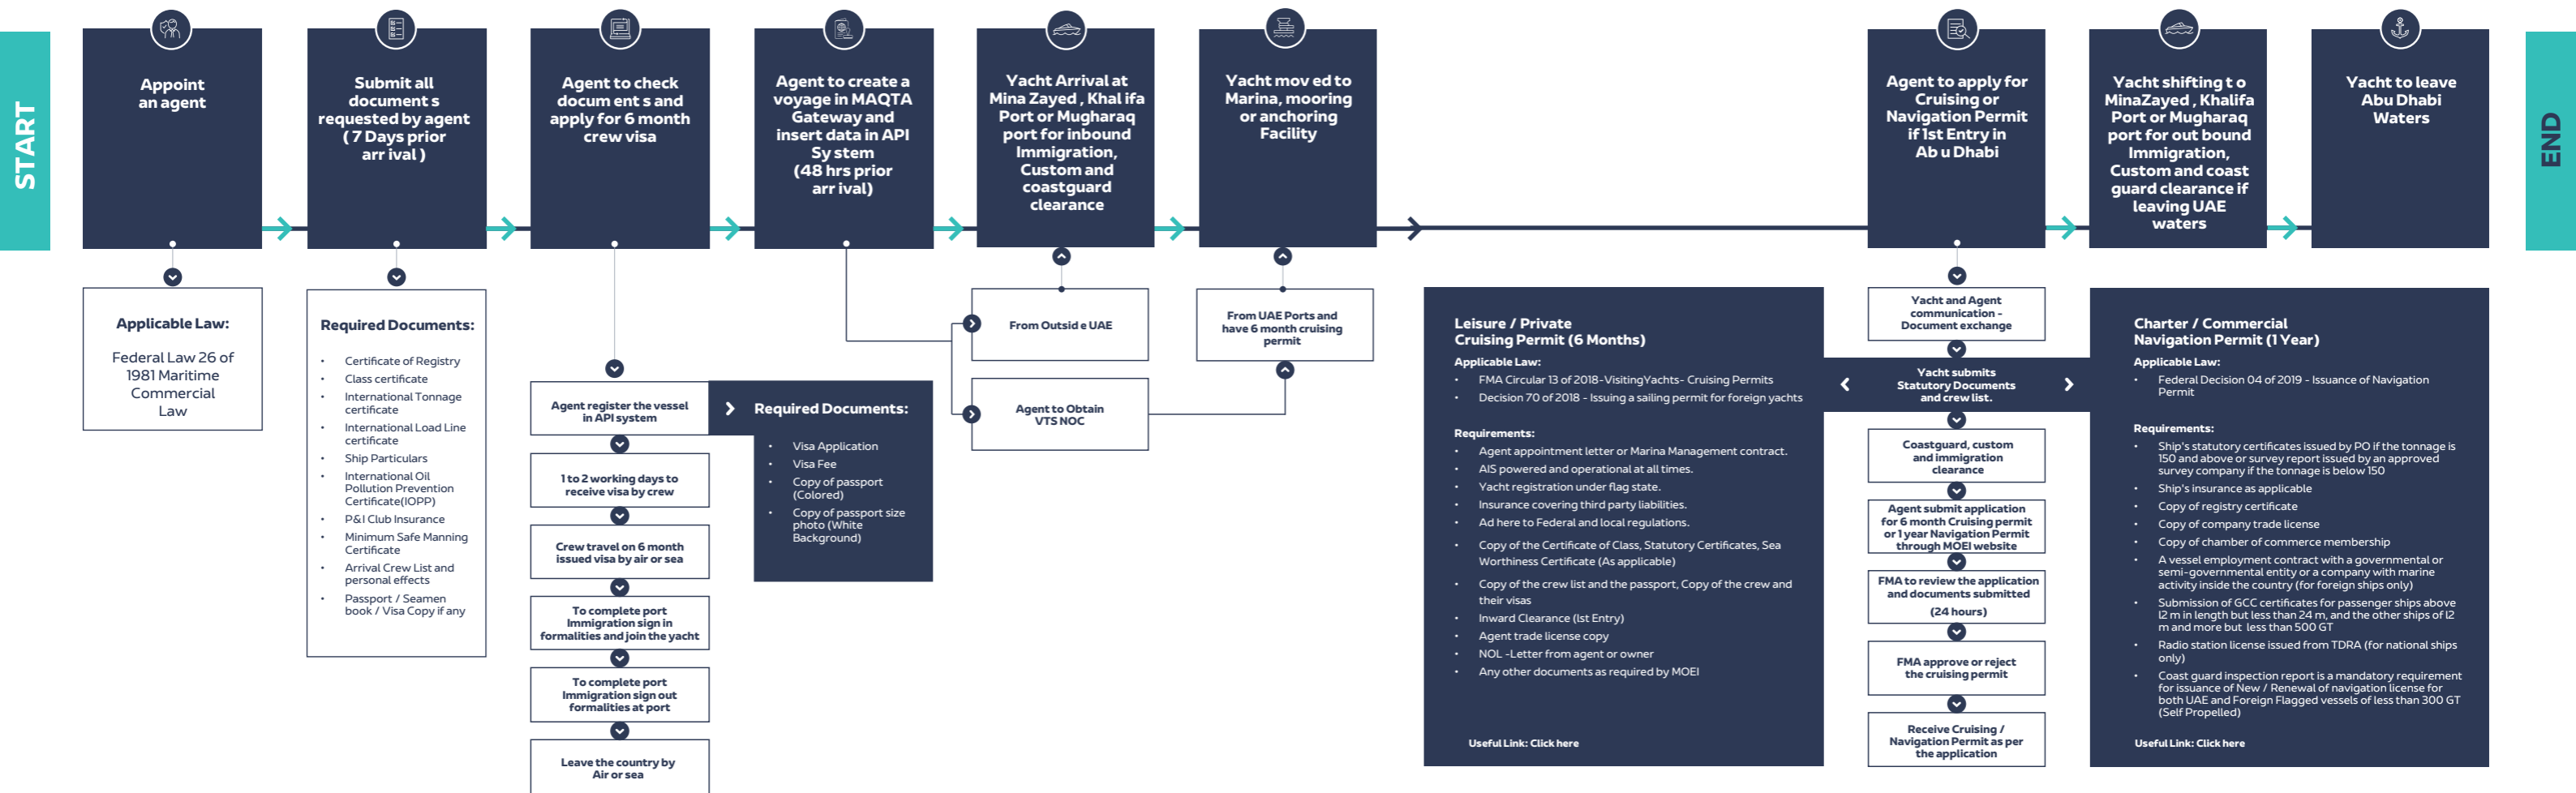 START
Appoint
an agent
Submit all
document s
requested by agent
( 7 Days prior
arr ival )
Agent to check
docum ent s and
apply for 6 month
crew visa
Agent to create a
voyage in MAQTA
Gateway and
insert data in API
Sy stem
(48 hrs prior
arr ival)
Yacht Arrival at
Mina Zayed , Khal ifa
Port or Mugharaq
port for inbound
Immigration,
Custom and
coastguard
clearance
Yacht mov ed to
Marina, mooring
or anchoring
Facility
Agent to apply for
Cruising or
Navigation Permit
if 1st Entry in
Ab u Dhabi
Yacht shifting t o
MinaZayed , Khalifa
Port or Mugharaq
port for out bound
Immigration,
Custom and coast
guard clearance if
leaving UAE
waters
Yacht to leave
Abu Dhabi
Waters
END
Applicable Law:
Federal Law 26 of
1981 Maritime
Commercial
Law
Required Documents:
• Certificate of Registry
• Class certificate
• International Tonnage
certificate
• International Load Line
certificate
• Ship Particulars
• International Oil
Pollution Prevention
Certificate(IOPP)
• P&I Club Insurance
• Minimum Safe Manning
Certificate
• Arrival Crew List and
personal effects
• Passport / Seamen
book / Visa Copy if any
Agent register the vessel
in API system
1 to 2 working days to
receive visa by crew
Crew travel on 6 month
issued visa by air or sea
To complete port
Immigration sign in
formalities and join the yacht
To complete port
Immigration sign out
formalities at port
Leave the country by
Air or sea
Required Documents:
• Visa Application
• Visa Fee
• Copy of passport
(Colored)
• Copy of passport size
photo (White
Background)
From Outsid e UAE
Agent to Obtain
VTS NOC
From UAE Ports and
have 6 month cruising
permit
Leisure / Private
Cruising Permit (6 Months)
Applicable Law:
• FMA Circular 13 of 2018-VisitingYachts- Cruising Permits
• Decision 70 of 2018 - Issuing a sailing permit for foreign yachts
Requirements:
• Agent appointment letter or Marina Management contract.
• AIS powered and operational at all times.
• Yacht registration under flag state.
• Insurance covering third party liabilities.
• Ad here to Federal and local regulations.
• Copy of the Certificate of Class, Statutory Certificates, Sea
Worthiness Certificate (As applicable)
• Copy of the crew list and the passport, Copy of the crew and
their visas
• Inward Clearance (Ist Entry)
• Agent trade license copy
• NOL -Letter from agent or owner
• Any other documents as required by MOEI
Useful Link: Click here
Yacht and Agent
communication -
Document exchange
Yacht submits
Statutory Documents
and crew list.
Coastguard, custom
and immigration
clearance
Agent submit application
for 6 month Cruising permit
or 1 year Navigation Permit
through MOEI website
FMA to review the application
and documents submitted
(24 hours)
FMA approve or reject
the cruising permit
Receive Cruising /
Navigation Permit as per
the application
Charter / Commercial
Navigation Permit (1 Year)
Applicable Law:
• Federal Decision 04 of 2019 - Issuance of Navigation
Permit
Requirements:
• Ship's statutory certificates issued by PO if the tonnage is
150 and above or survey report issued by an approved
survey company if the tonnage is below 150
• Ship's insurance as applicable
• Copy of registry certificate
• Copy of company trade license
• Copy of chamber of commerce membership
• A vessel employment contract with a governmental or
semi-governmental entity or a company with marine
activity inside the country (for foreign ships only)
• Submission of GCC certificates for passenger ships above
l2 m in length but less than 24 m, and the other ships of l2
m and more but less than 500 GT
• Radio station license issued from TDRA (for national ships
only)
• Coast guard inspection report is a mandatory requirement
for issuance of New / Renewal of navigation license for
both UAE and Foreign Flagged vessels of less than 300 GT
(Self Propelled)
Useful Link: Click here